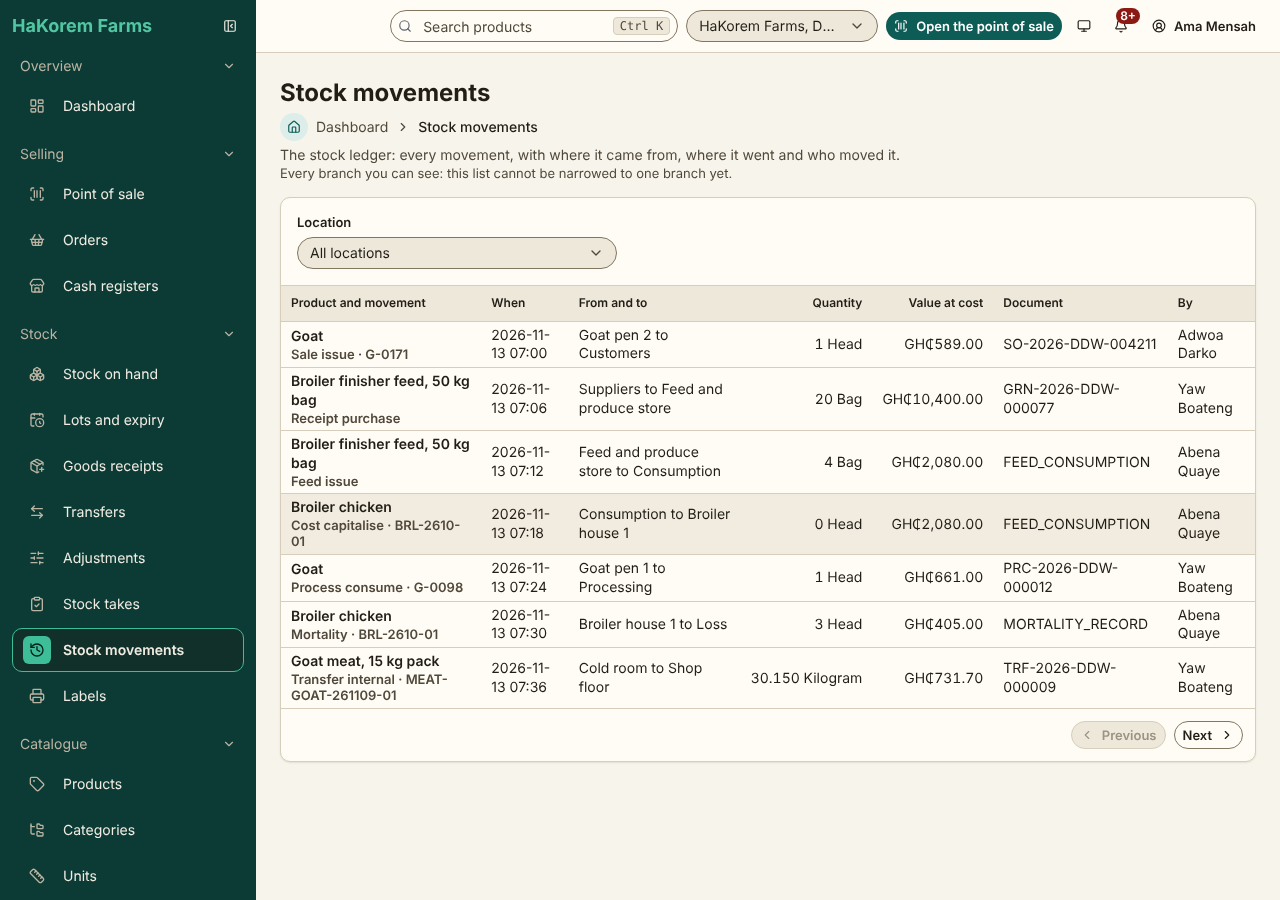 HaKorem Farms
Search products
Ctrl K
HaKorem Farms, D...
Open the point of sale
8+
Ama Mensah
Overview
Dashboard
Selling
Point of sale
Orders
Cash registers
Stock
Stock on hand
Lots and expiry
Goods receipts
Transfers
Adjustments
Stock takes
Stock movements
Labels
Catalogue
Products
Categories
Units
Stock movements
Dashboard
Stock movements
The stock ledger: every movement, with where it came from, where it went and who moved it.
Every branch you can see: this list cannot be narrowed to one branch yet.
Location
All locations
Product and movement When From and to Quantity Value at cost Document By
Goat
Sale issue · G-0171
2026-11-
13 07:00
Goat pen 2 to
Customers
1 Head
GH₵589.00
SO-2026-DDW-004211
Adwoa
Darko
Broiler finisher feed, 50 kg
bag
Receipt purchase
2026-11-
13 07:06
Suppliers to Feed and
produce store
20 Bag
GH₵10,400.00
GRN-2026-DDW-
000077
Yaw
Boateng
Broiler finisher feed, 50 kg
bag
Feed issue
2026-11-
13 07:12
Feed and produce
store to Consumption
4 Bag
GH₵2,080.00
FEED_CONSUMPTION
Abena
Quaye
Broiler chicken
Cost capitalise · BRL-2610-
01
2026-11-
13 07:18
Consumption to Broiler
house 1
0 Head
GH₵2,080.00
FEED_CONSUMPTION
Abena
Quaye
Goat
Process consume · G-0098
2026-11-
13 07:24
Goat pen 1 to
Processing
1 Head
GH₵661.00
PRC-2026-DDW-
000012
Yaw
Boateng
Broiler chicken
Mortality · BRL-2610-01
2026-11-
13 07:30
Broiler house 1 to Loss
3 Head
GH₵405.00
MORTALITY_RECORD
Abena
Quaye
Goat meat, 15 kg pack
Transfer internal · MEAT-
GOAT-261109-01
2026-11-
13 07:36
Cold room to Shop
floor
30.150 Kilogram
GH₵731.70
TRF-2026-DDW-
000009
Yaw
Boateng
Previous
Next